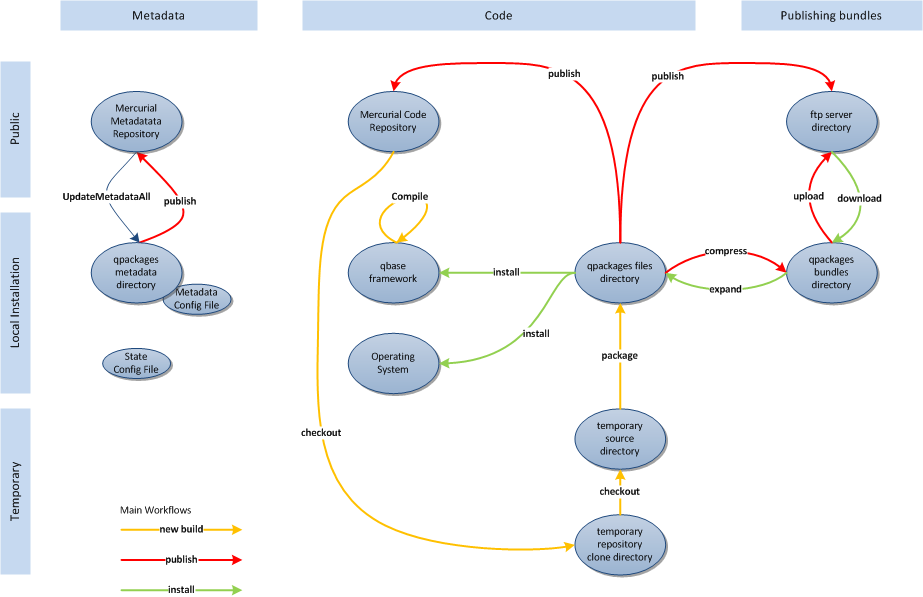 Metadata
Code
Publishing bundles
Public
Local Installation
Temporary
Mercurial
Metadatata
Repository
UpdateMetadataAll
publish
qpackages
metadata
directory
Metadata
Config File
State
Config File
publish
publish
Mercurial Code
Repository
Compile
qbase
framework
install
install
Operating
System
qpackages files
directory
compress
expand
package
checkout
temporary
source
directory
checkout
temporary
repository
clone directory
ftp server
directory
upload
download
qpackages
bundles
directory
Main Workflows
new build
publish
install